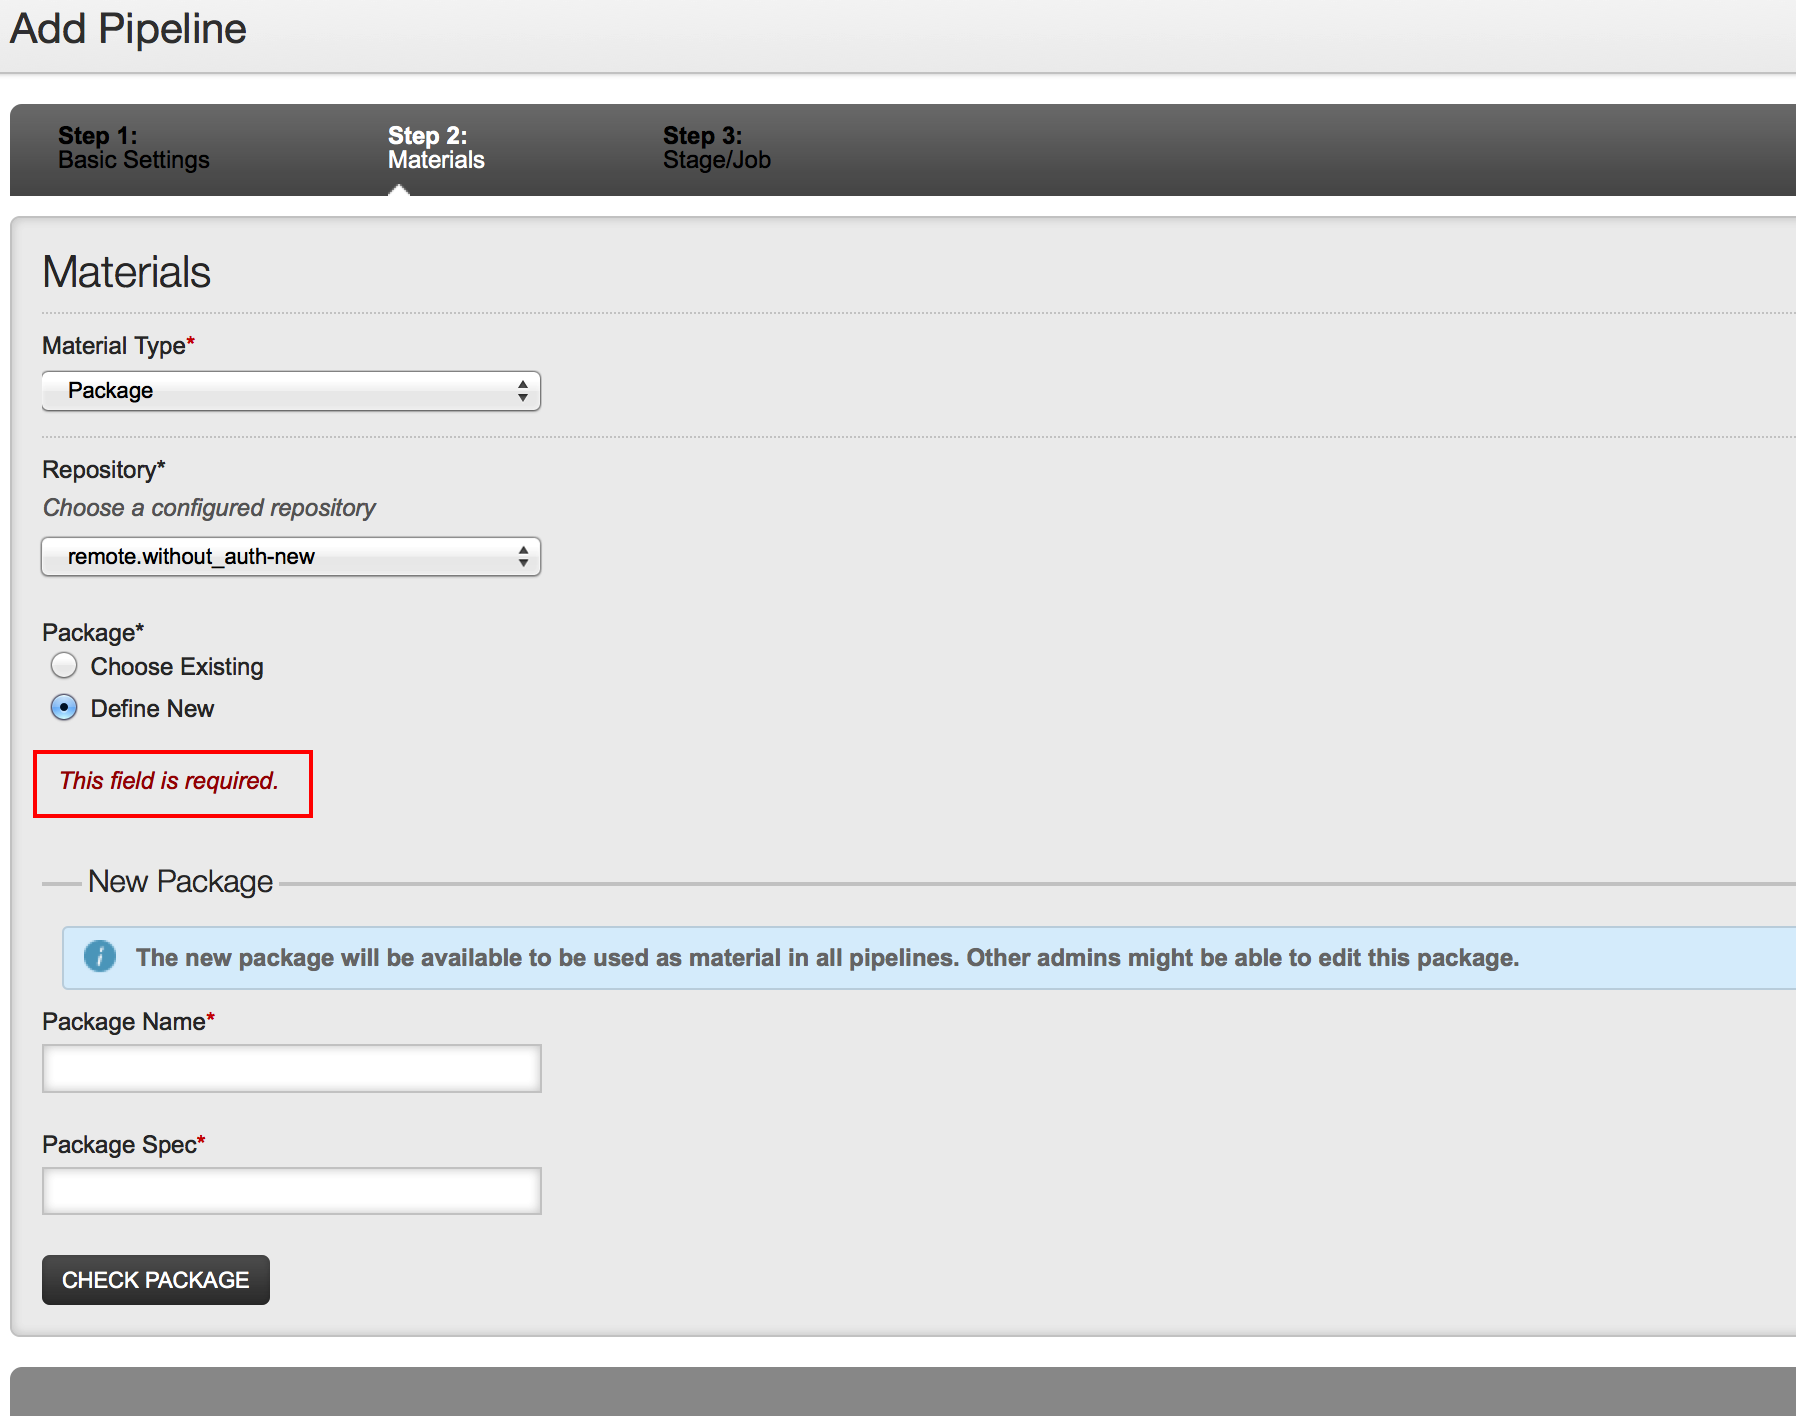 Add Pipeline
Step 1:
Basic Settings
Step 2:
Materials
Step 3:
Stage/Job
Materials
Material Type*
Package
Repository*
Choose a configured repository
remote.without_auth-new
Package*
Choose Existing
Define New
This field is required.
New Package
The new package will be available to be used as material in all pipelines. Other admins might be able to edit this package.
Package Name*
Package Spec*
CHECK PACKAGE